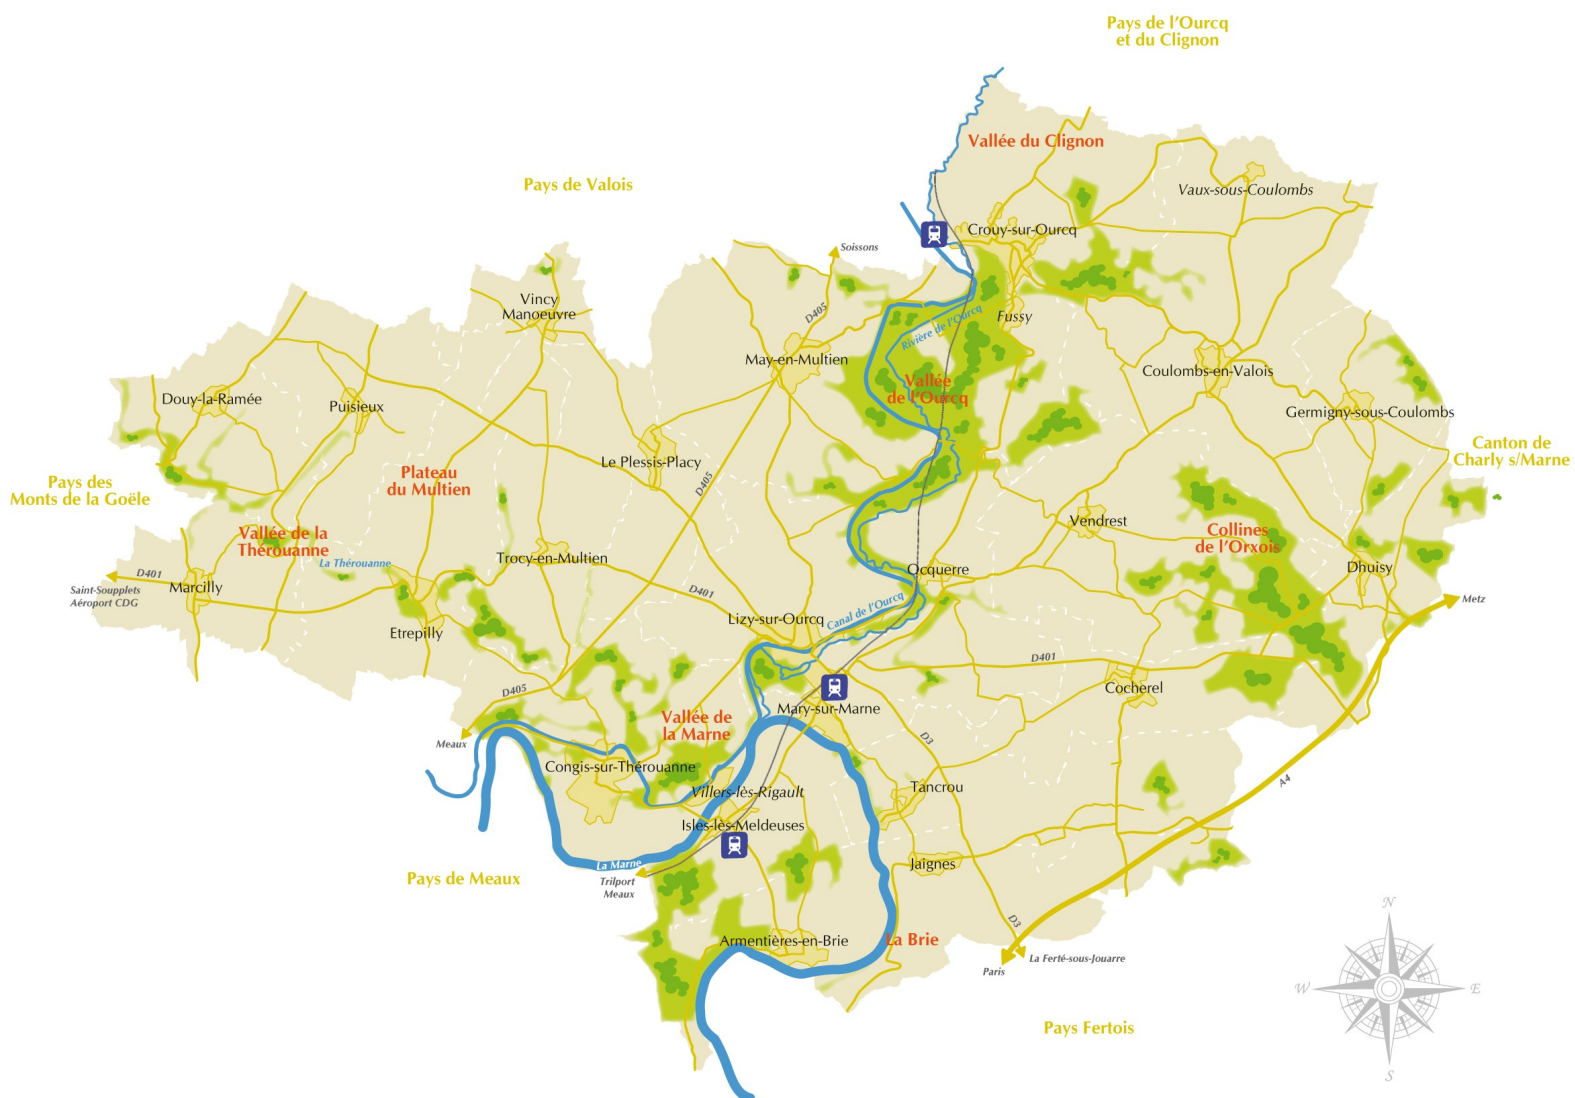 Pays de l'Ourcq
et du Clignon
Vallée du Clignon
Pays de Valois
Vaux-sous-Coulombs
Crouy-sur-Ourcq
Soissons
Vincy
Manoeuvre
D405
Rivière de l'Ourcq
Fussy
May-en-Multien
Coulombs-en-Valois
Vallée
de l'Ourcq
Douy-la-Ramée
Puisieux
Germigny-sous-Coulombs
Canton de
Charly s/Marne
Le Plessis-Placy
Plateau
du Multien
D405
Pays des
Monts de la Goële
Vallée de la
Thérouanne
La Thérouanne
Vendrest
Collines
de l'Orxois
Trocy-en-Multien
Ocquerre
Dhuisy
D401
Saint-Soupplets
Aéroport CDG
Marcilly
D401
Canal de l'Ourcq
Metz
Lizy-sur-Ourcq
Etrepilly
D401
D405
Cocherel
Mary-sur-Marne
Vallée de
la Marne
Meaux
D3
Congis-sur-Thérouanne
Villers-lès-Rigault
Tancrou
A4
Isles-lès-Meldeuses
La Marne
Jaignes
Trilport
Meaux
Pays de Meaux
D3
Armentières-en-Brie
La Brie
La Ferté-sous-Jouarre
Paris
Pays Fertois
N
W
E
S